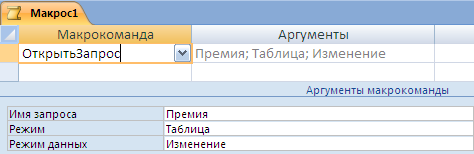 Макрос1
Макрокоманда Аргументы
ОткрытьЗапрос Премия; Таблица; Изменение
Аргументы макрокоманды
Имя запроса Премия
Режим Таблица
Режим данных Изменение